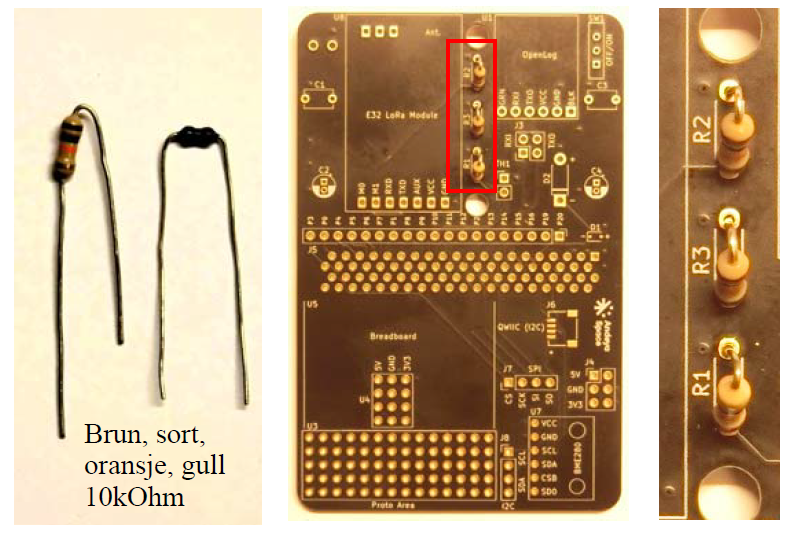 Brun, sort,
oransje, gull
10kOhm
U8
Ant.
U1
SW1
OFF/ON
R2
OpenLog
C1
C3
GRN RXI TXO VCC GND BLK
E32 LoRa Module
R3
J3
RXI
TXO
R1
TH1
D2
C2
C4
M0 M1 RXD TXD AUX VCC GND
P20
D1
J5
U5
J6
QWIIC (I2C)
Andøya
Space
Breadboard
5V GND 3V3
U4
J7
SPI
J4
CS SCK SI SO
5V
GND
3V3
U3
U7
J8
SCL
SDA
I2C
VCC
GND
SCL
SDA
CSB
SDO
BME280
Proto Area
R2
R3
R1